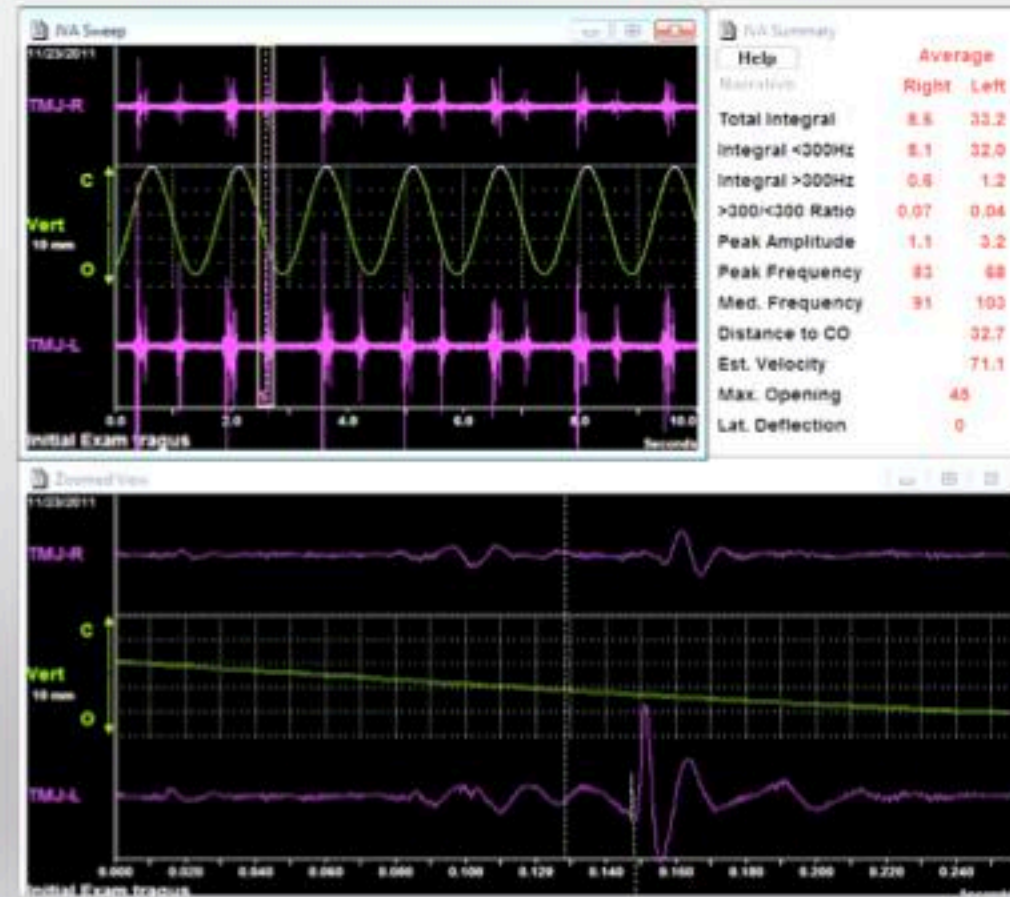 JVA Sweep
11/23/2011
TMJ-R
C
Vert
10 mm
O
TMJ-L
0.0 2.0 4.0 6.0 8.0 10.0
Initial Exam tragus Seconds
JVA Summary
Help Average
Narrative Right Left
Total Integral 8.6 33.2
Integral <300Hz 8.1 32.0
Integral >300Hz 0.6 1.2
>300/<300 Ratio 0.07 0.04
Peak Amplitude 1.1 3.2
Peak Frequency 83 68
Med. Frequency 91 103
Distance to CO 32.7
Est. Velocity 71.1
Max. Opening 45
Lat. Deflection 0
Zoomed View
11/23/2011
TMJ-R
C
Vert
10 mm
O
TMJ-L
0.000 0.020 0.040 0.060 0.080 0.100 0.120 0.140 0.160 0.180 0.200 0.220 0.240
Initial Exam tragus Seconds